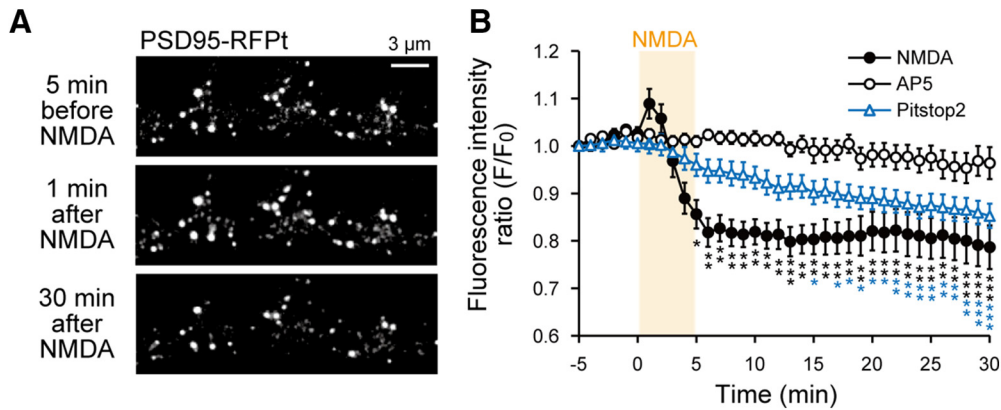 A
PSD95-RFPt
3 μm
5 min
before
NMDA
1 min
after
NMDA
30 min
after
NMDA
B
NMDA
NMDA
AP5
Pitstop2
Fluorescence intensity
ratio (F/F0)
1.2
1.1
1.0
0.9
0.8
0.7
0.6
-5
0
5
10
15
20
25
30
Time (min)